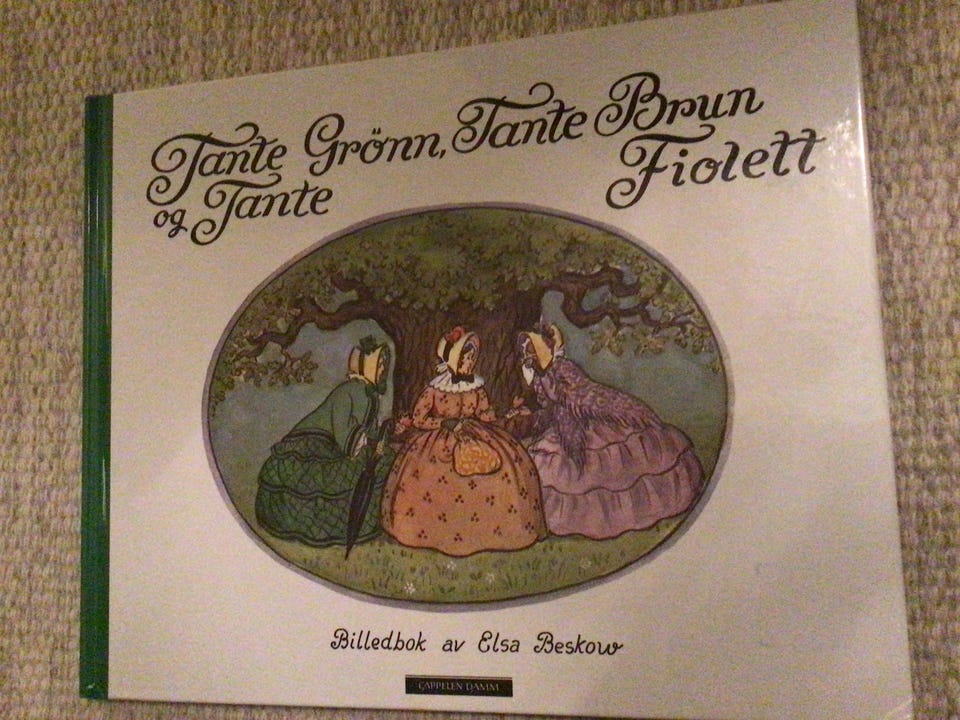 Tante Grönn, Tante Brun
og Tante Fiolett
Billedbok av Elsa Beskow
CAPPELEN DAMM